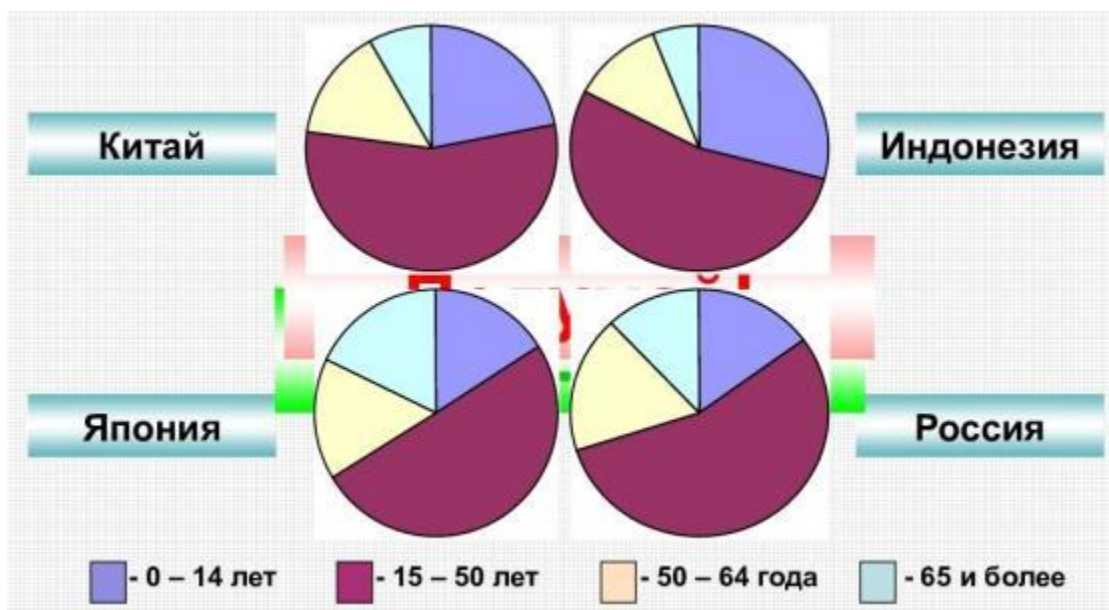 Китай
Индонезия
Япония
Россия
- 0 – 14 лет
- 15 – 50 лет
- 50 – 64 года
- 65 и более